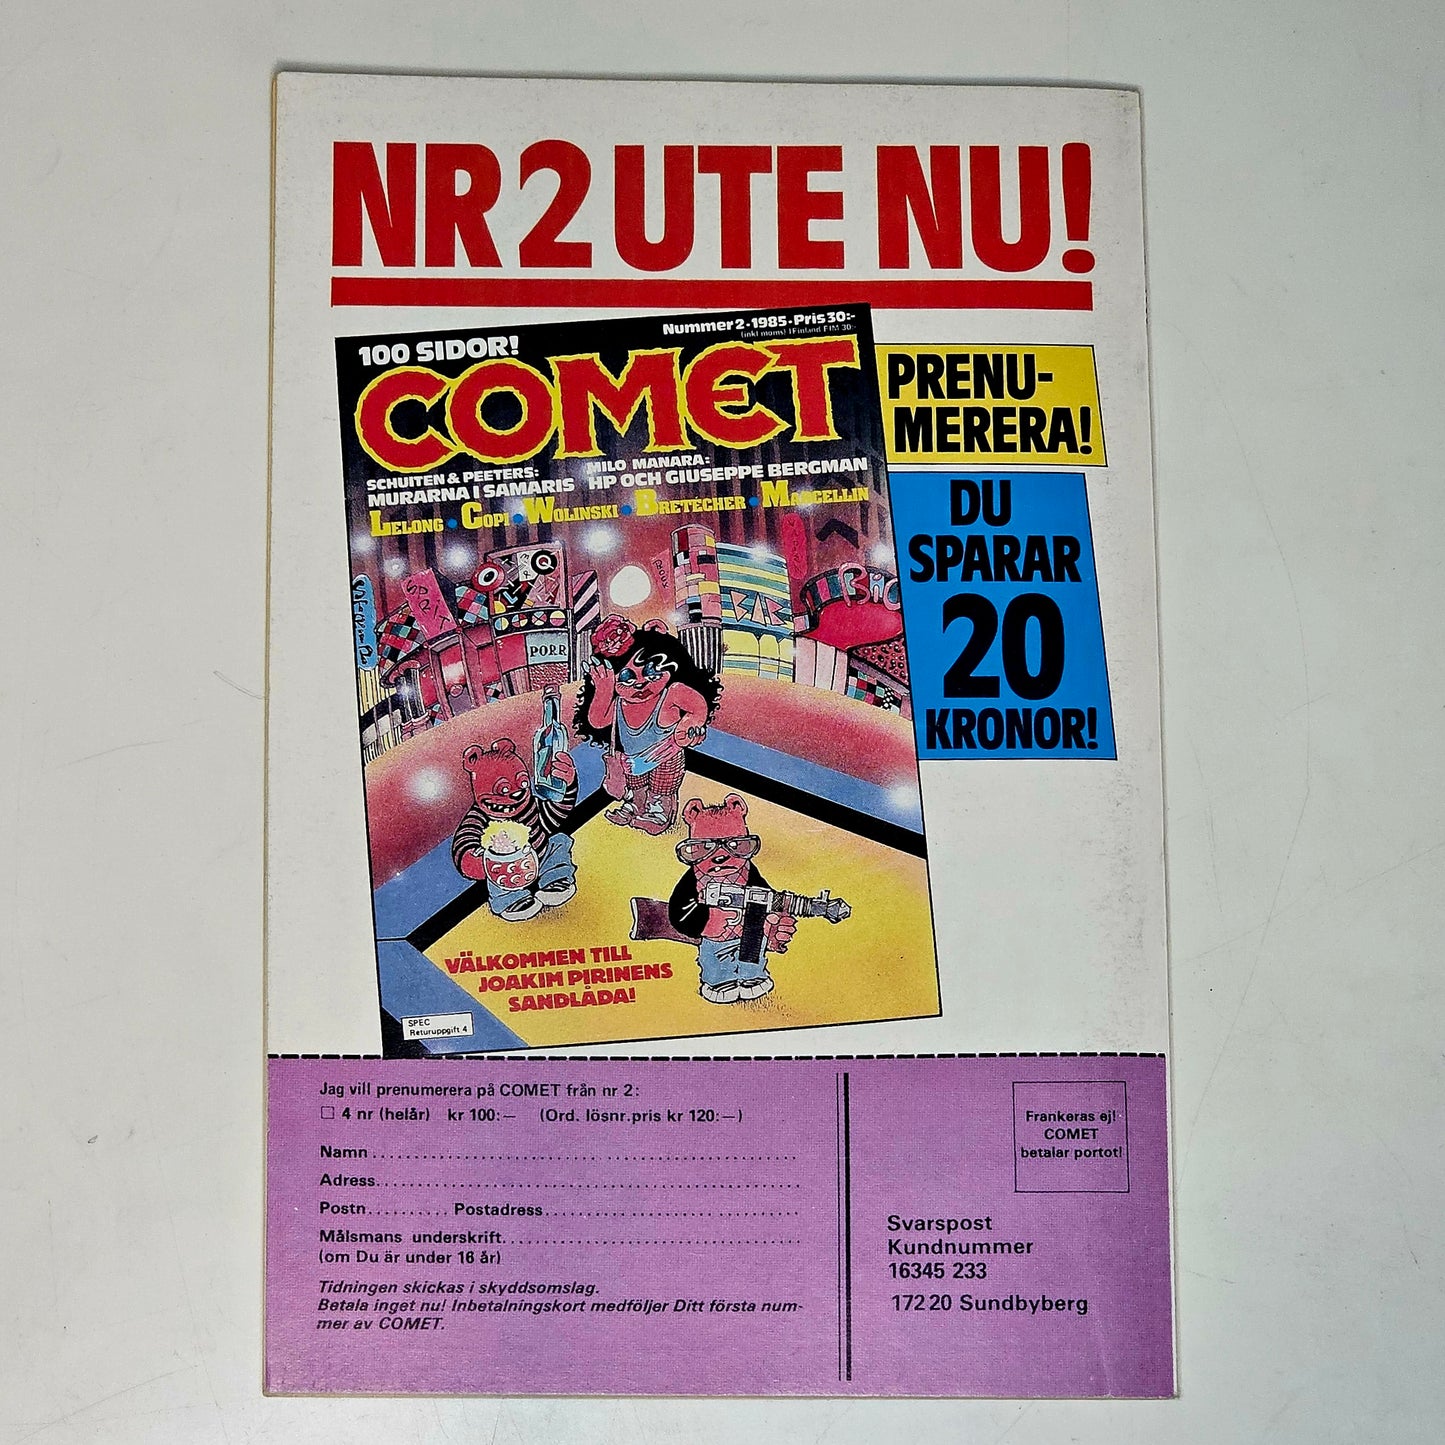 NR 2 UTE NU!
100 SIDOR!
Nummer 2 · 1985 · Pris 30:-
(inkl moms) (Finland FIM 30:-
COMET
SCHUITEN & PEETERS:
MURARNA I SAMARIS
MILO MANARA:
HP OCH GIUSEPPE BERGMAN
LELONG • COPI • WOLINSKI • BRETECHER • MARCELLIN
PRENU-
MERERA!
DU
SPARAR
20
KRONOR!
PORR
BAR
VÄLKOMMEN TILL
JOAKIM PIRINENS
SANDLÅDA!
SPEC
Returuppgift 4
Jag vill prenumerera på COMET från nr 2:
☐ 4 nr (helår) kr 100:— (Ord. lösnr.pris kr 120:—)
Namn
Adress
Postn Postadress
Målsmans underskrift
(om Du är under 16 år)
Tidningen skickas i skyddsomslag.
Betala inget nu! Inbetalningskort medföljer Ditt första num-
mer av COMET.
Frankeras ej!
COMET
betalar portot!
Svarspost
Kundnummer
16345 233
172 20 Sundbyberg